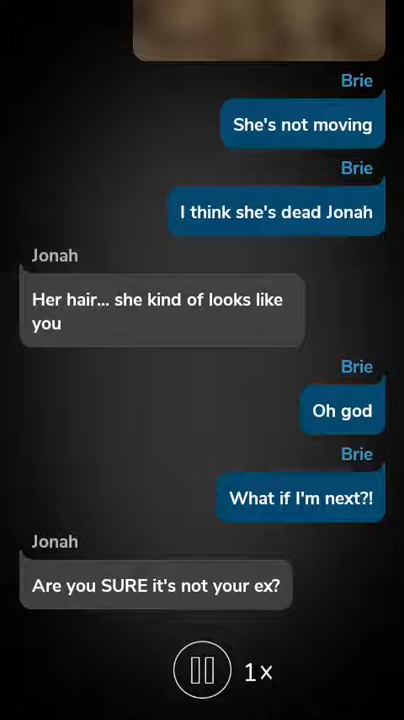 Brie
She's not moving
Brie
I think she's dead Jonah
Jonah
Her hair... she kind of looks like
you
Brie
Oh god
Brie
What if I'm next?!
Jonah
Are you SURE it's not your ex?
1×